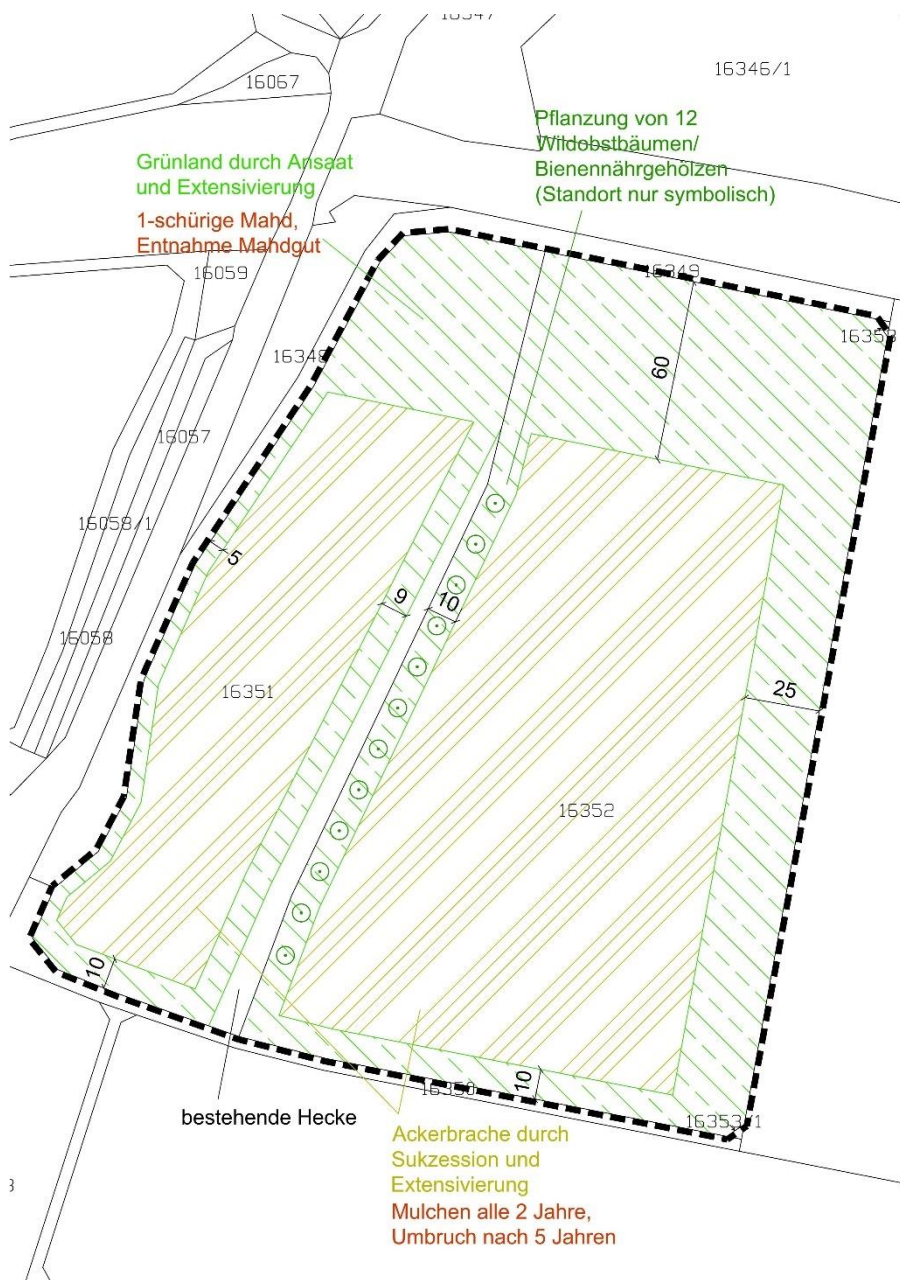 16347
16067
16346/1
Pflanzung von 12
Wildobstbäumen/
Bienennährgehölzen
(Standort nur symbolisch)
Grünland durch Ansaat
und Extensivierung
1-schürige Mahd,
Entnahme Mahdgut
16059
16349
16348
16353
60
16057
16058/1
5
9
10
16058
16351
25
16352
10
10
16350
16353/1
bestehende Hecke
Ackerbrache durch
Sukzession und
Extensivierung
Mulchen alle 2 Jahre,
Umbruch nach 5 Jahren